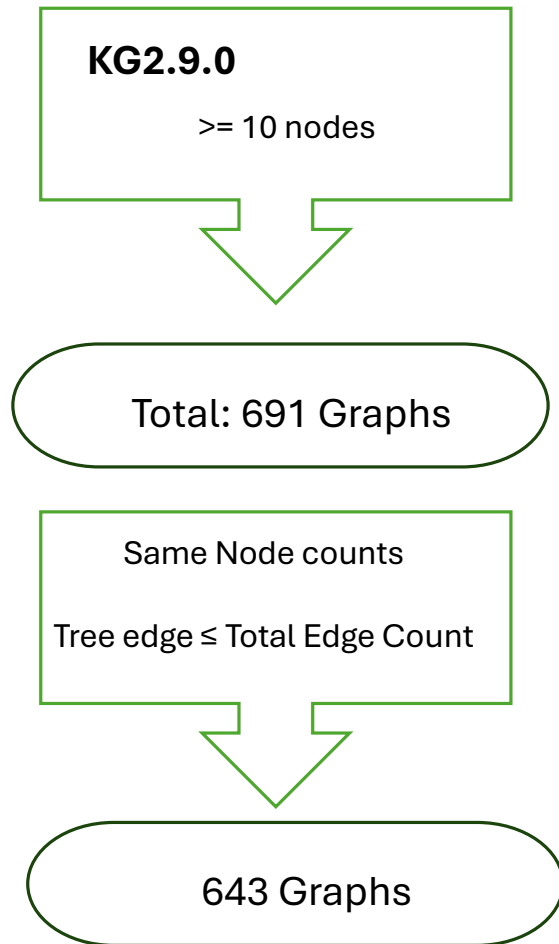 KG2.9.0
>= 10 nodes
Total: 691 Graphs
Same Node counts
Tree edge ≤ Total Edge Count
643 Graphs